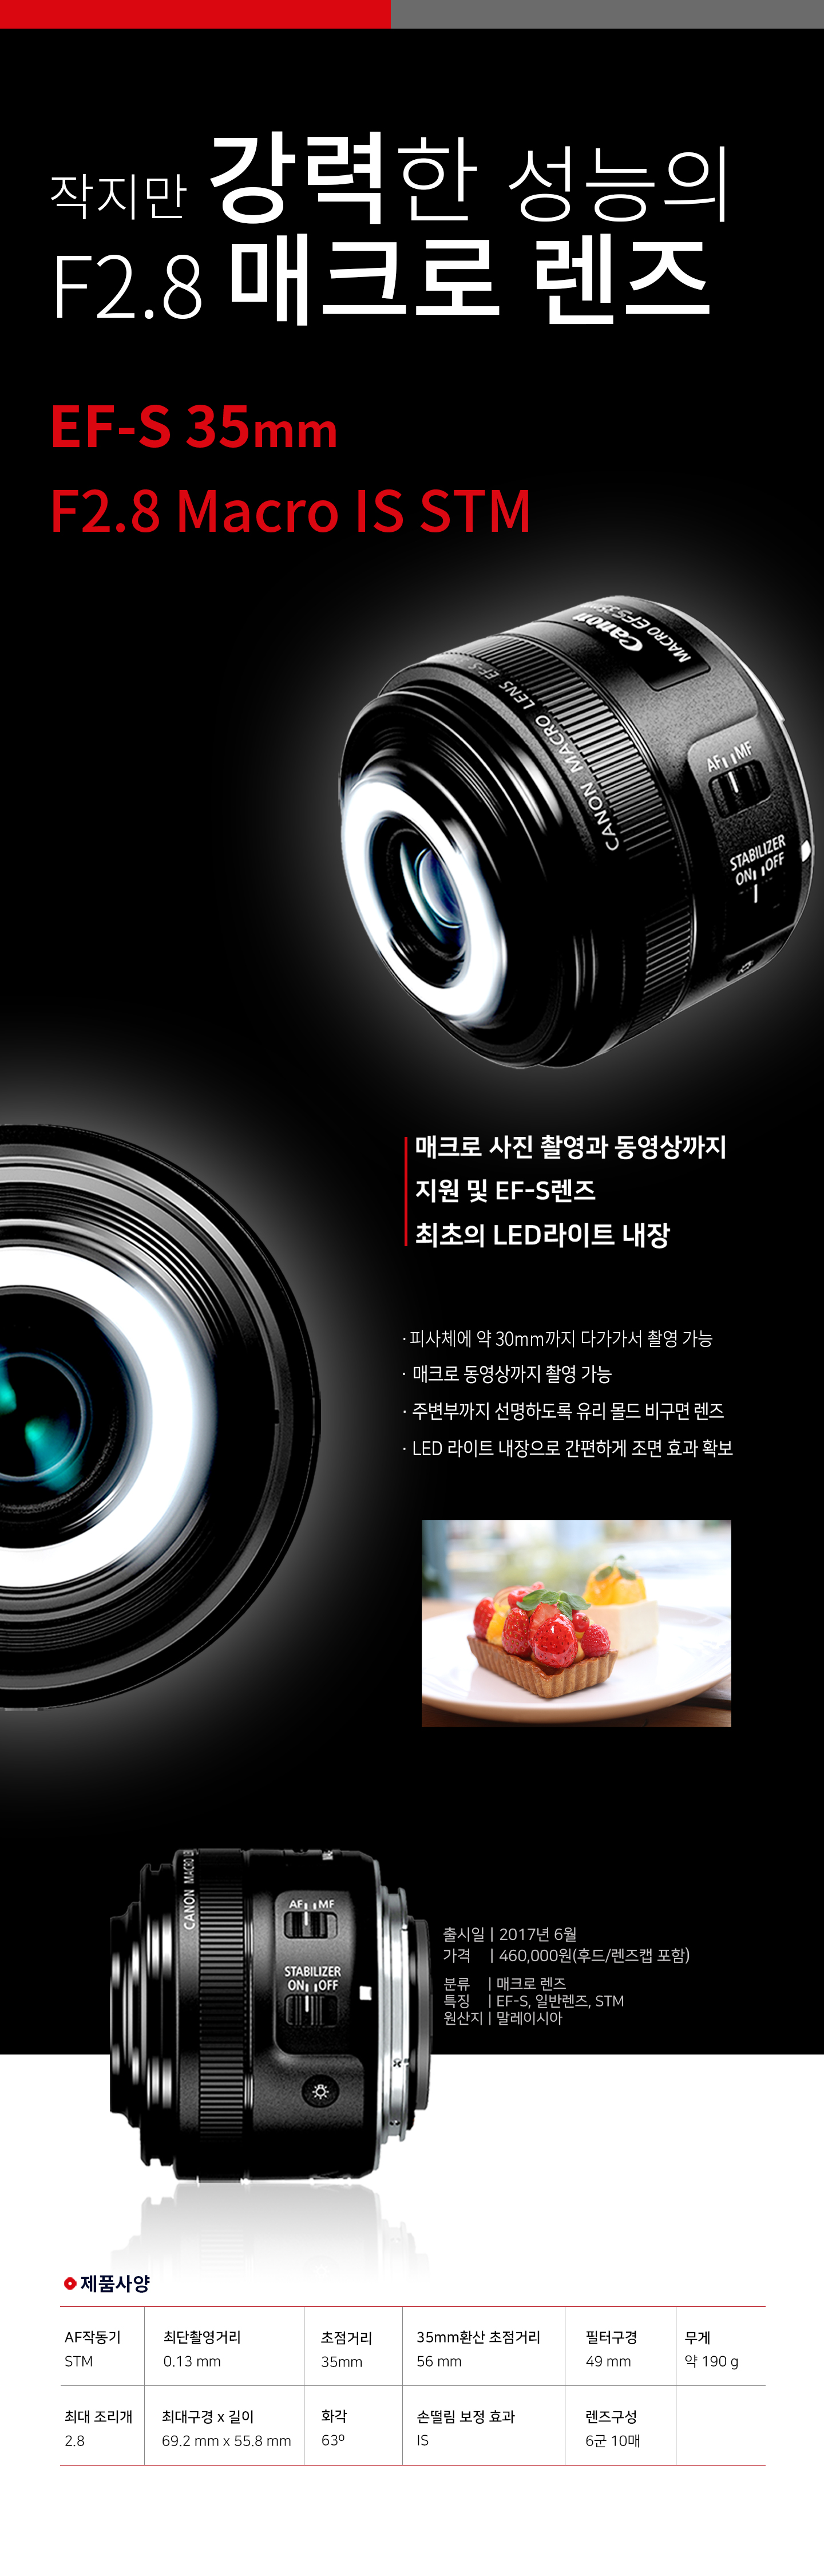 작지만 강력한 성능의
F2.8 매크로 렌즈
EF-S 35mm
F2.8 Macro IS STM
Canon
MACRO EF-S 35mm
CANON MACRO LENS EF-S
AF MF
STABILIZER
ON OFF
매크로 사진 촬영과 동영상까지
지원 및 EF-S렌즈
최초의 LED라이트 내장
·피사체에 약 30mm까지 다가가서 촬영 가능
· 매크로 동영상까지 촬영 가능
· 주변부까지 선명하도록 유리 몰드 비구면 렌즈
· LED 라이트 내장으로 간편하게 조면 효과 확보
CANON MACRO
AF MF
STABILIZER
ON OFF
출시일 | 2017년 6월
가격 | 460,000원(후드/렌즈캡 포함)
분류 | 매크로 렌즈
특징 | EF-S, 일반렌즈, STM
원산지 | 말레이시아
제품사양
AF작동기 최단촬영거리 초점거리 35mm환산 초점거리 필터구경 무게
STM 0.13 mm 35mm 56 mm 49 mm 약 190 g
최대 조리개 최대구경 x 길이 화각 손떨림 보정 효과 렌즈구성
2.8 69.2 mm x 55.8 mm 63º IS 6군 10매